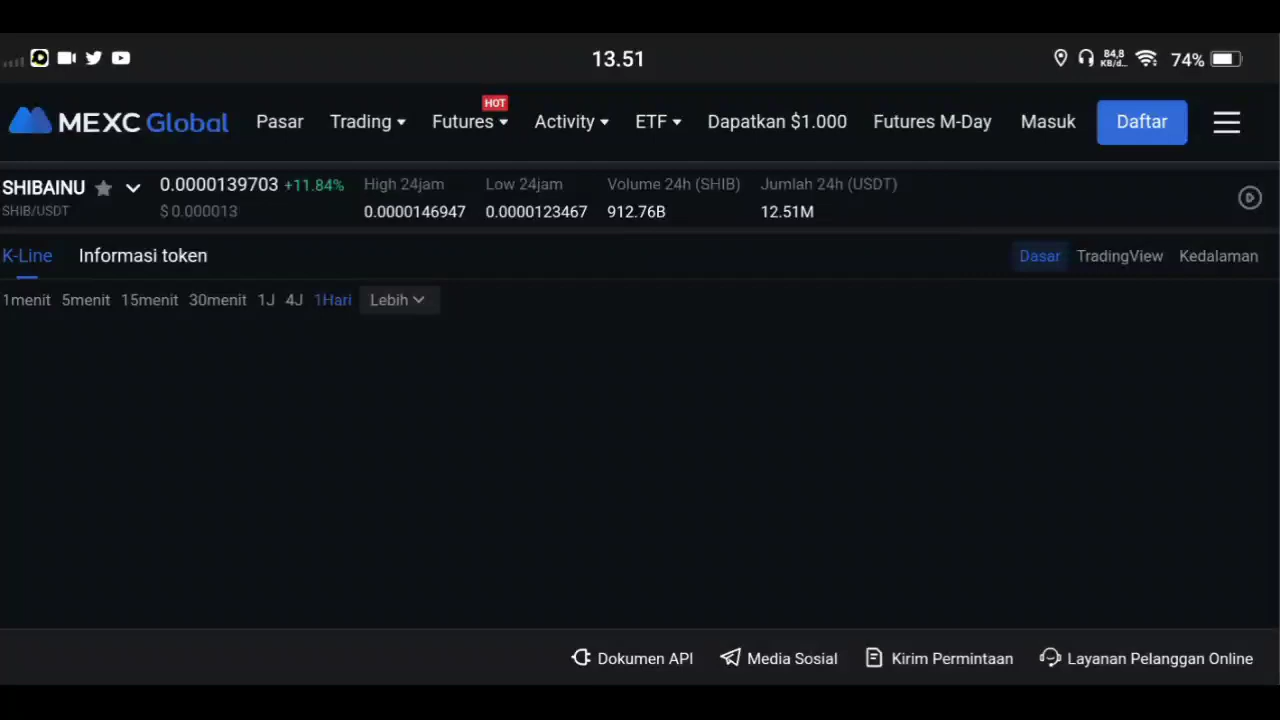 13.51
84,8
KB/d...
74%
MEXC Global
Pasar
Trading
Futures
HOT
Activity
ETF
Dapatkan $1.000
Futures M-Day
Masuk
Daftar
SHIBAINU
SHIB/USDT
0.0000139703 +11.84%
$ 0.000013
High 24jam
0.0000146947
Low 24jam
0.0000123467
Volume 24h (SHIB)
912.76B
Jumlah 24h (USDT)
12.51M
K-Line
Informasi token
Dasar
TradingView
Kedalaman
1menit 5menit 15menit 30menit 1J 4J 1Hari Lebih
Dokumen API
Media Sosial
Kirim Permintaan
Layanan Pelanggan Online